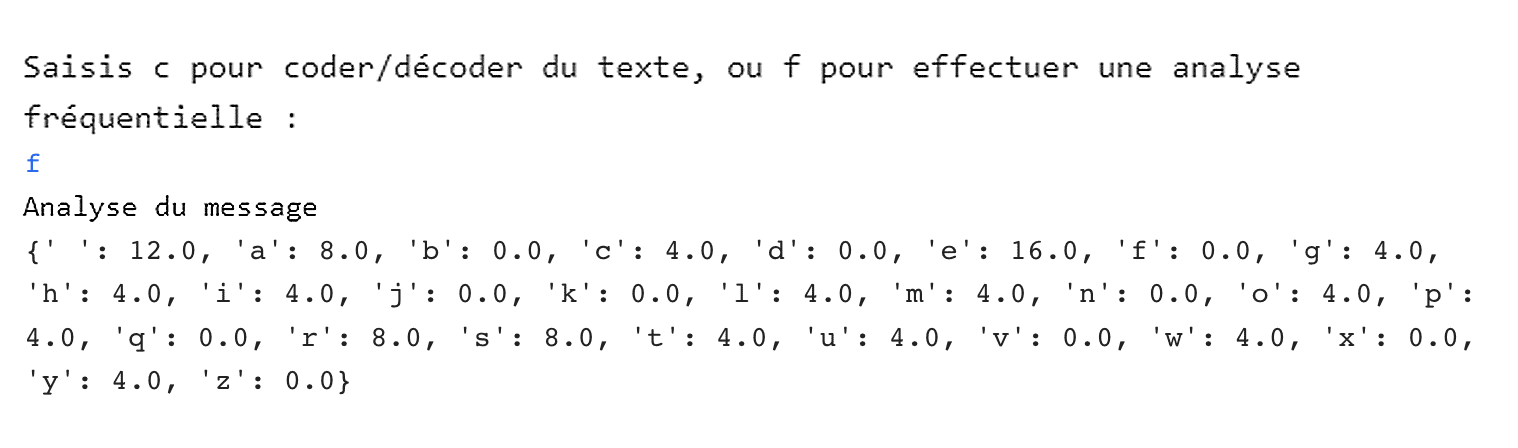 Saisis c pour coder/décoder du texte, ou f pour effectuer une analyse
fréquentielle :
f
Analyse du message
{' ': 12.0, 'a': 8.0, 'b': 0.0, 'c': 4.0, 'd': 0.0, 'e': 16.0, 'f': 0.0, 'g': 4.0,
'h': 4.0, 'i': 4.0, 'j': 0.0, 'k': 0.0, 'l': 4.0, 'm': 4.0, 'n': 0.0, 'o': 4.0, 'p':
4.0, 'q': 0.0, 'r': 8.0, 's': 8.0, 't': 4.0, 'u': 4.0, 'v': 0.0, 'w': 4.0, 'x': 0.0,
'y': 4.0, 'z': 0.0}